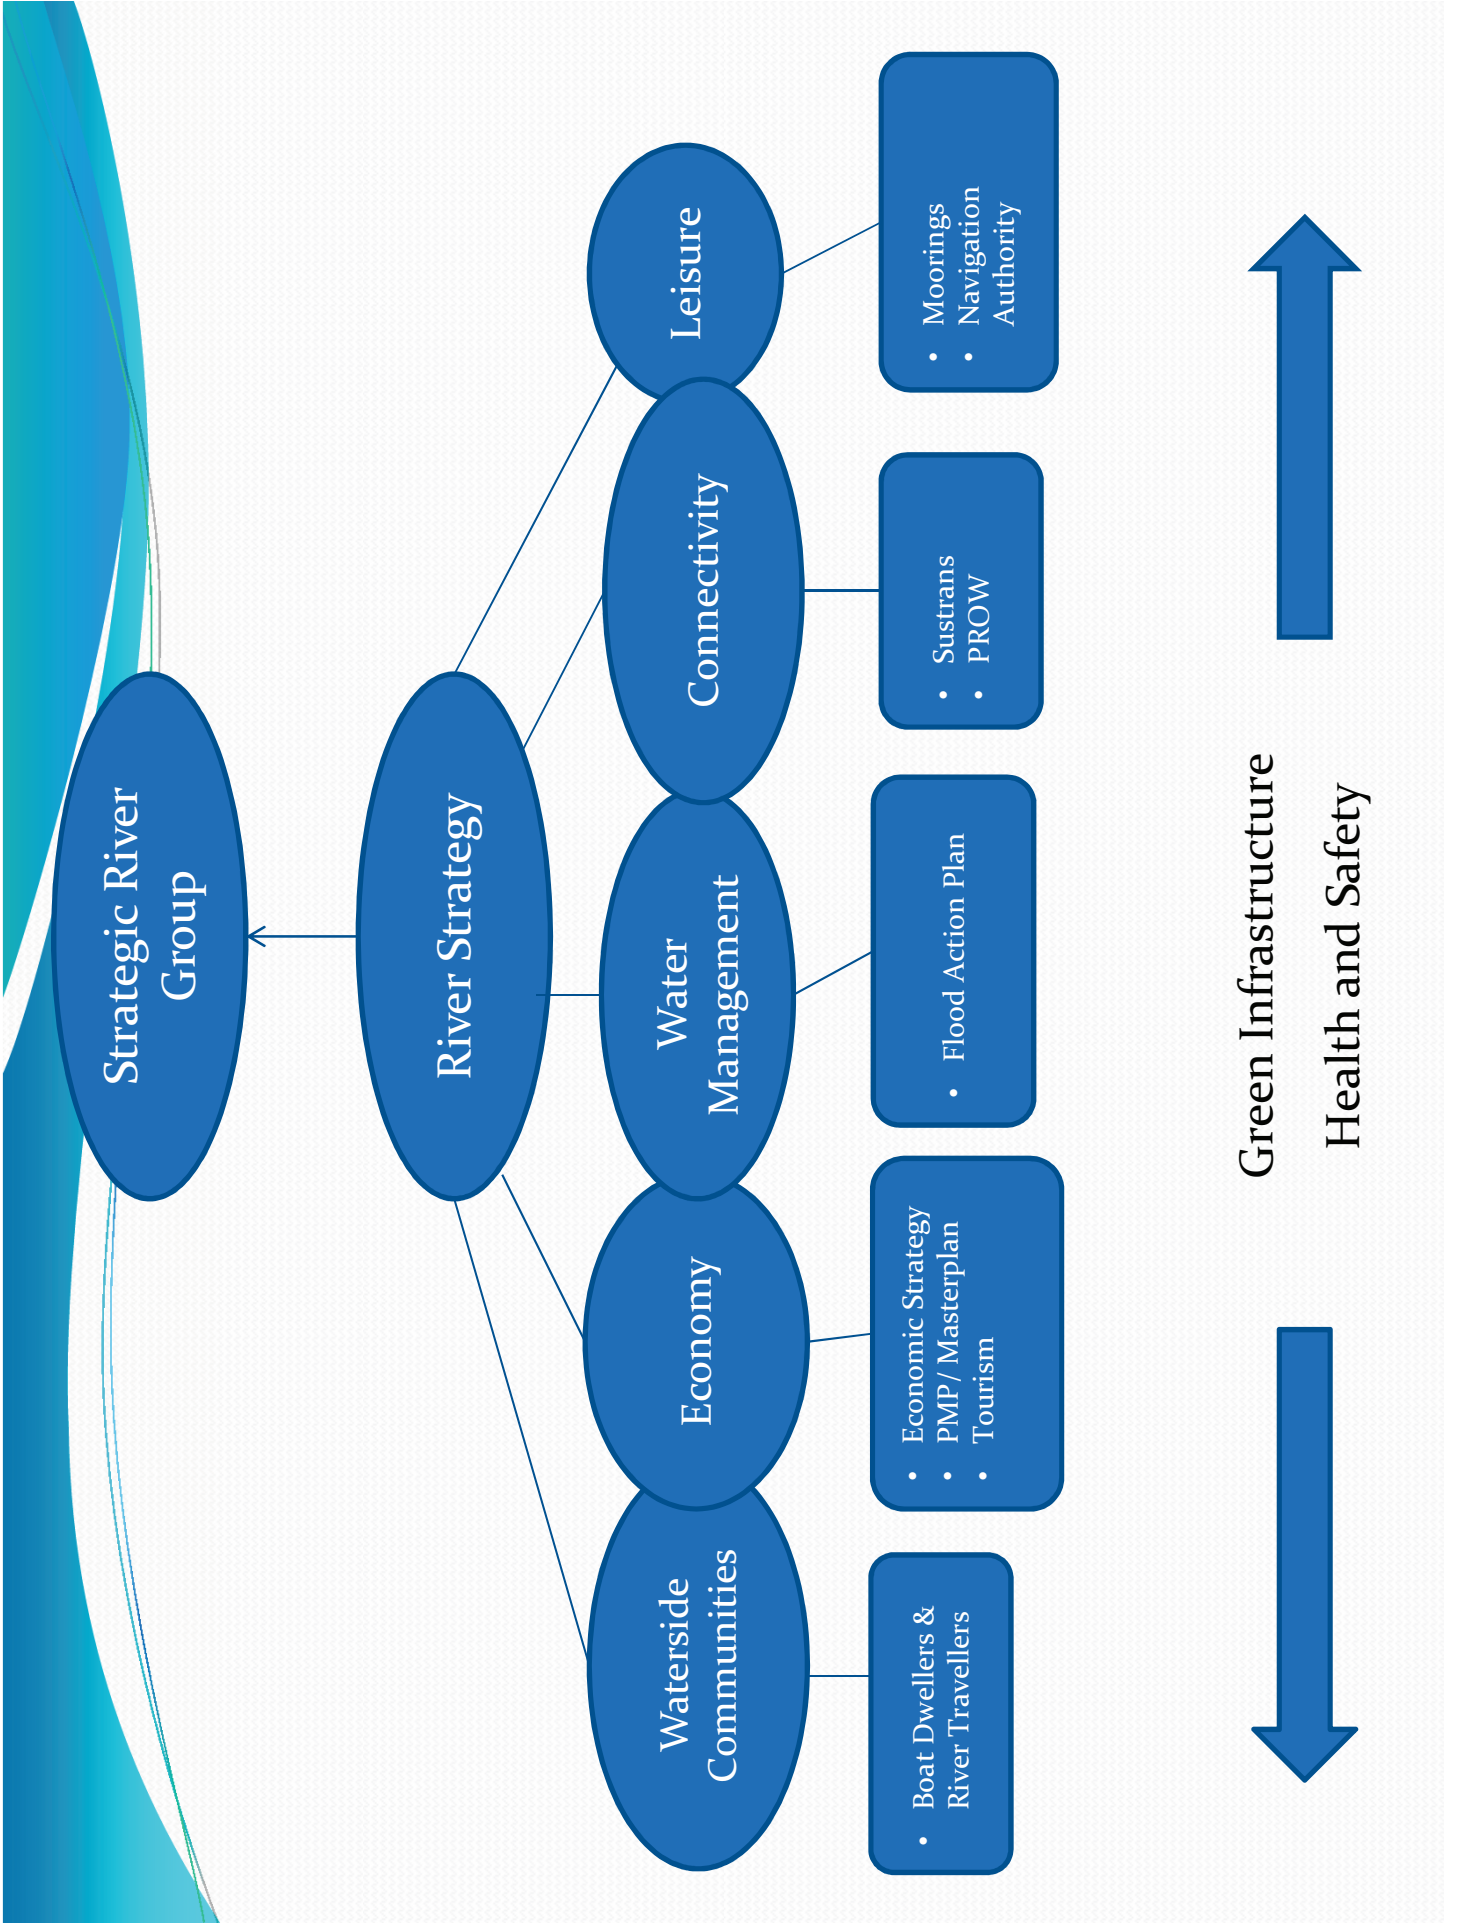 Strategic River
Group
River Strategy
Waterside
Communities
Economy
Water
Management
Connectivity
Leisure
• Boat Dwellers &
River Travellers
• Economic Strategy
• PMP / Masterplan
• Tourism
• Flood Action Plan
• Sustrans
• PROW
• Moorings
• Navigation
Authority
Green Infrastructure
Health and Safety